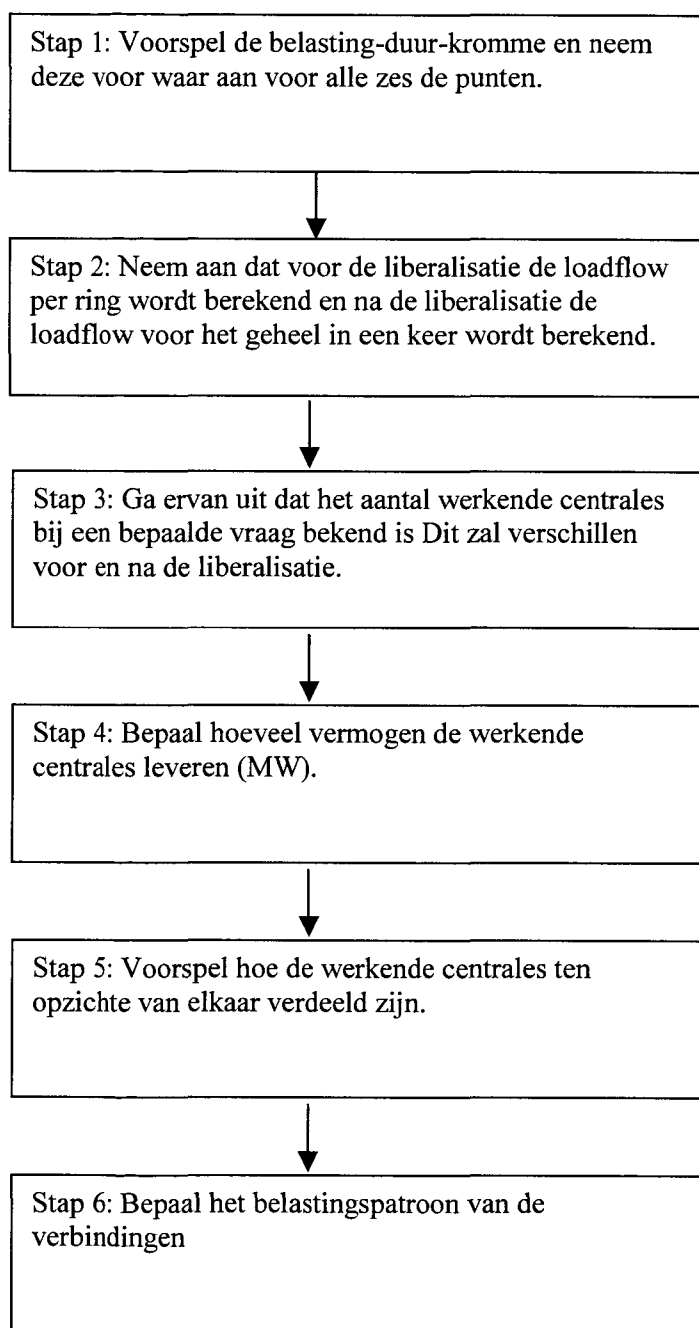 Stap 1: Voorspel de belasting-duur-kromme en neem
deze voor waar aan voor alle zes de punten.
Stap 2: Neem aan dat voor de liberalisatie de loadflow
per ring wordt berekend en na de liberalisatie de
loadflow voor het geheel in een keer wordt berekend.
Stap 3: Ga ervan uit dat het aantal werkende centrales
bij een bepaalde vraag bekend is Dit zal verschillen
voor en na de liberalisatie.
Stap 4: Bepaal hoeveel vermogen de werkende
centrales leveren (MW).
Stap 5: Voorspel hoe de werkende centrales ten
opzichte van elkaar verdeeld zijn.
Stap 6: Bepaal het belastingspatroon van de
verbindingen